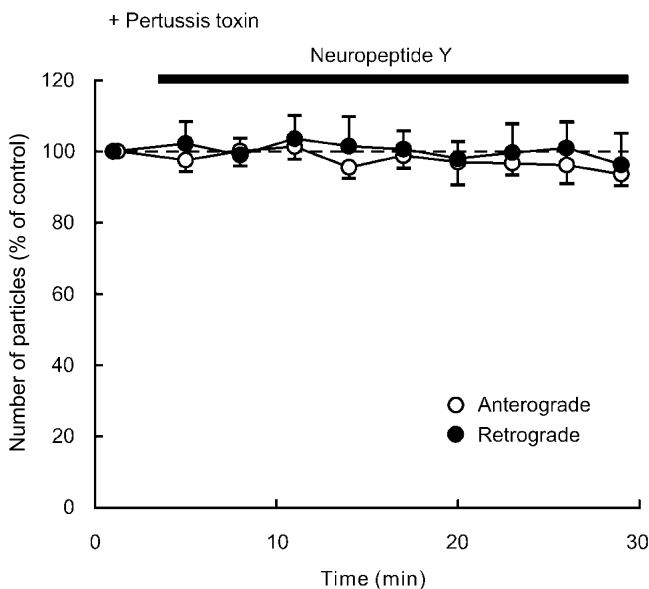 + Pertussis toxin
Neuropeptide Y
Number of particles (% of control)
120
100
80
60
40
20
0
Anterograde
Retrograde
0 10 20 30
Time (min)